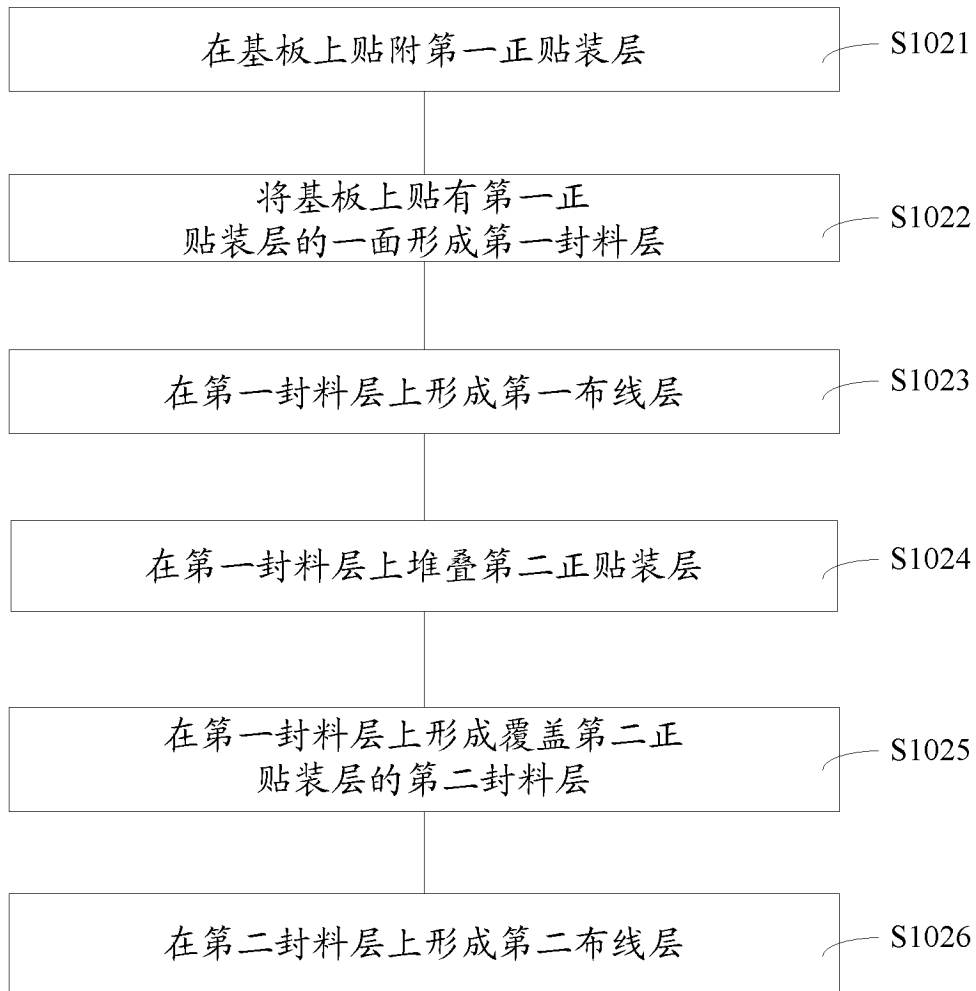 在基板上贴附第一正贴装层
S1021
将基板上贴有第一正
贴装层的一面形成第一封料层
S1022
在第一封料层上形成第一布线层
S1023
在第一封料层上堆叠第二正贴装层
S1024
在第一封料层上形成覆盖第二正
贴装层的第二封料层
S1025
在第二封料层上形成第二布线层
S1026